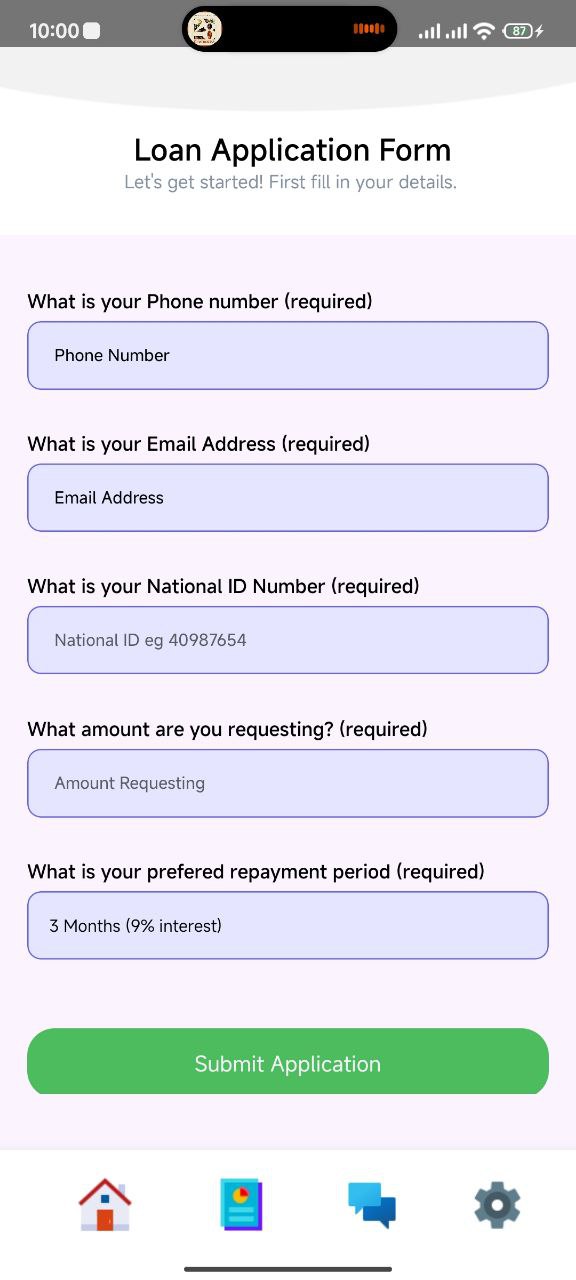 10:00
87
Loan Application Form
Let's get started! First fill in your details.
What is your Phone number (required)
Phone Number
What is your Email Address (required)
Email Address
What is your National ID Number (required)
National ID eg 40987654
What amount are you requesting? (required)
Amount Requesting
What is your prefered repayment period (required)
3 Months (9% interest)
Submit Application